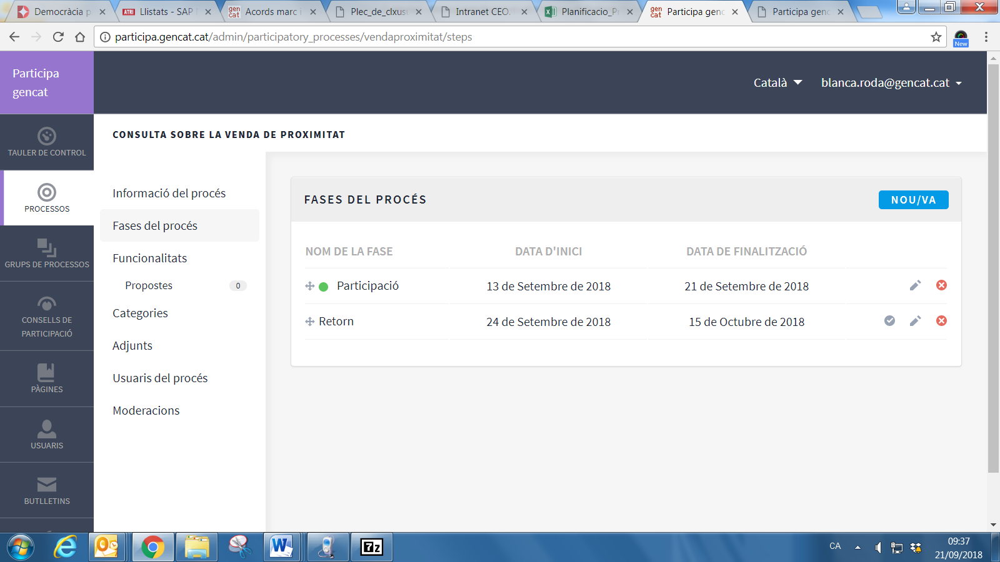 Democràcia p
Llistats - SAP
Acords marc i
Plec_de_clxus
Intranet CEO.
Planificacio_P
Participa genc
Participa genc
participa.gencat.cat/admin/participatory_processes/vendaproximitat/steps
New
Participa
gencat
Català
blanca.roda@gencat.cat
CONSULTA SOBRE LA VENDA DE PROXIMITAT
TAULER DE CONTROL
PROCESSOS
GRUPS DE PROCESSOS
CONSELLS DE
PARTICIPACIÓ
PÀGINES
USUARIS
BUTLLETINS
Informació del procés
Fases del procés
Funcionalitats
Propostes 0
Categories
Adjunts
Usuaris del procés
Moderacions
FASES DEL PROCÉS
NOU/VA
NOM DE LA FASE DATA D'INICI DATA DE FINALITZACIÓ
Participació 13 de Setembre de 2018 21 de Setembre de 2018
Retorn 24 de Setembre de 2018 15 de Octubre de 2018
CA
09:37
21/09/2018